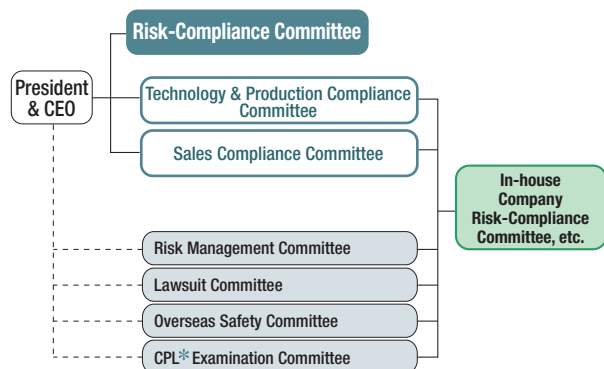 Risk-Compliance Committee
President
& CEO
Technology & Production Compliance
Committee
Sales Compliance Committee
In-house
Company
Risk-Compliance
Committee, etc.
Risk Management Committee
Lawsuit Committee
Overseas Safety Committee
CPL* Examination Committee